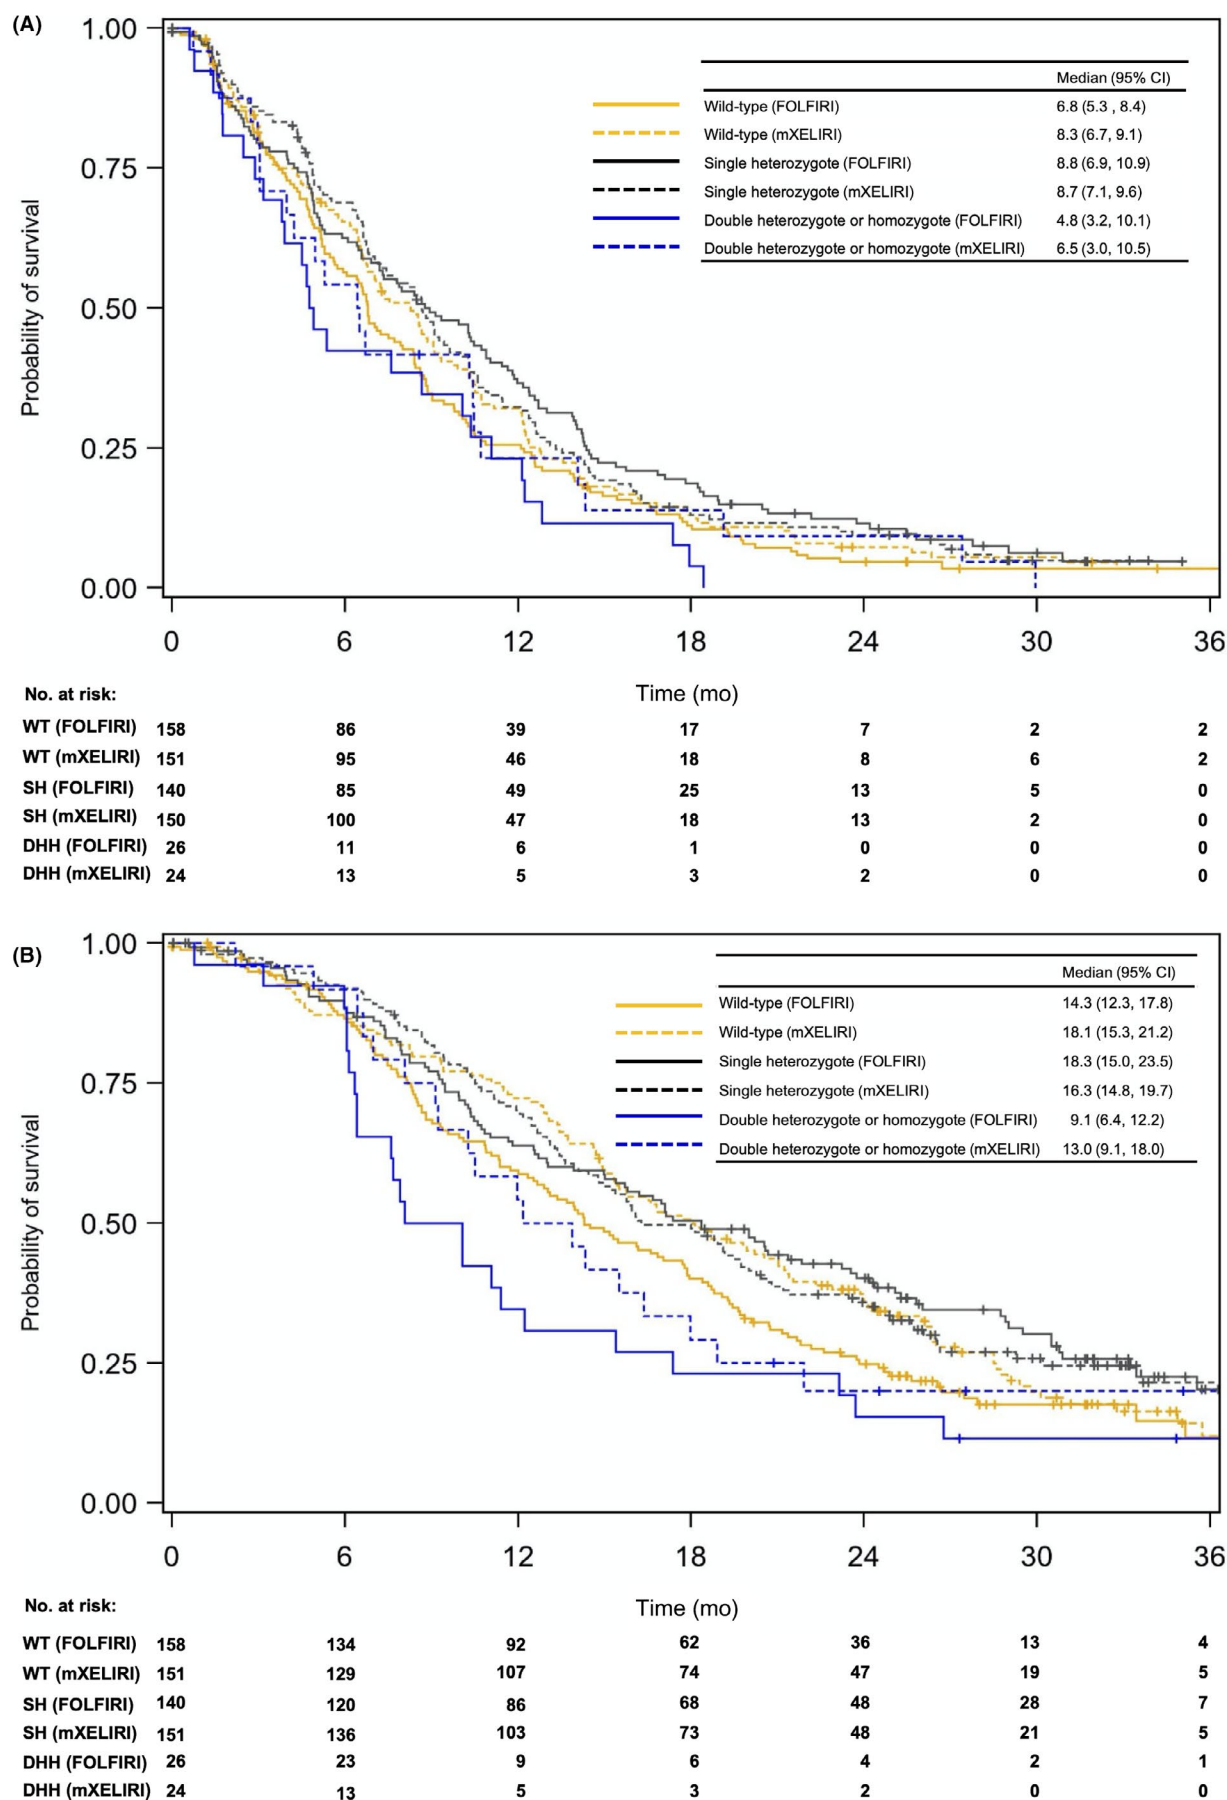 (A)
1.00
0.75
0.50
0.25
0.00
Probability of survival
Median (95% CI)
Wild-type (FOLFIRI) 6.8 (5.3 , 8.4)
Wild-type (mXELIRI) 8.3 (6.7, 9.1)
Single heterozygote (FOLFIRI) 8.8 (6.9, 10.9)
Single heterozygote (mXELIRI) 8.7 (7.1, 9.6)
Double heterozygote or homozygote (FOLFIRI) 4.8 (3.2, 10.1)
Double heterozygote or homozygote (mXELIRI) 6.5 (3.0, 10.5)
0 6 12 18 24 30 36
Time (mo)
No. at risk:
WT (FOLFIRI) 158 86 39 17 7 2 2
WT (mXELIRI) 151 95 46 18 8 6 2
SH (FOLFIRI) 140 85 49 25 13 5 0
SH (mXELIRI) 150 100 47 18 13 2 0
DHH (FOLFIRI) 26 11 6 1 0 0 0
DHH (mXELIRI) 24 13 5 3 2 0 0
(B)
1.00
0.75
0.50
0.25
0.00
Probability of survival
Median (95% CI)
Wild-type (FOLFIRI) 14.3 (12.3, 17.8)
Wild-type (mXELIRI) 18.1 (15.3, 21.2)
Single heterozygote (FOLFIRI) 18.3 (15.0, 23.5)
Single heterozygote (mXELIRI) 16.3 (14.8, 19.7)
Double heterozygote or homozygote (FOLFIRI) 9.1 (6.4, 12.2)
Double heterozygote or homozygote (mXELIRI) 13.0 (9.1, 18.0)
0 6 12 18 24 30 36
Time (mo)
No. at risk:
WT (FOLFIRI) 158 134 92 62 36 13 4
WT (mXELIRI) 151 129 107 74 47 19 5
SH (FOLFIRI) 140 120 86 68 48 28 7
SH (mXELIRI) 151 136 103 73 48 21 5
DHH (FOLFIRI) 26 23 9 6 4 2 1
DHH (mXELIRI) 24 13 5 3 2 0 0